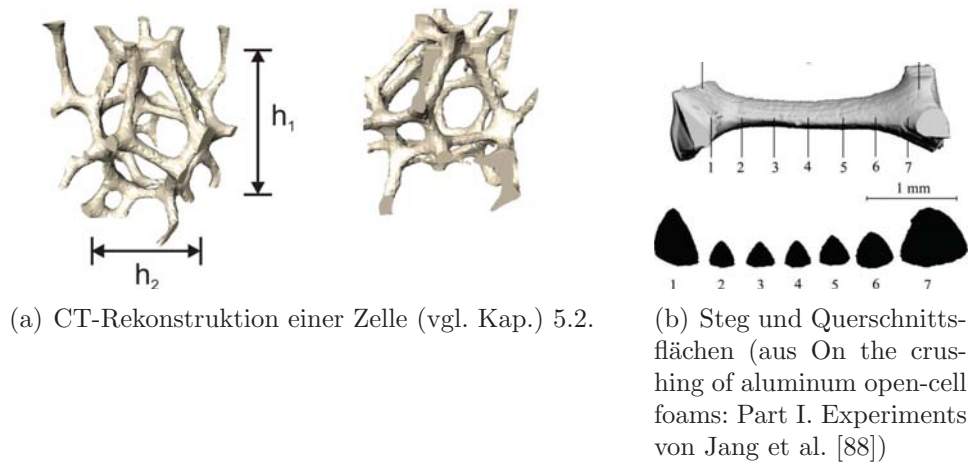 h₁
h₂
1 2 3 4 5 6 7
1 mm
1 2 3 4 5 6 7
(a) CT-Rekonstruktion einer Zelle (vgl. Kap.) 5.2.
(b) Steg und Querschnitts-
flächen (aus On the crus-
hing of aluminum open-cell
foams: Part I. Experiments
von Jang et al. [88])